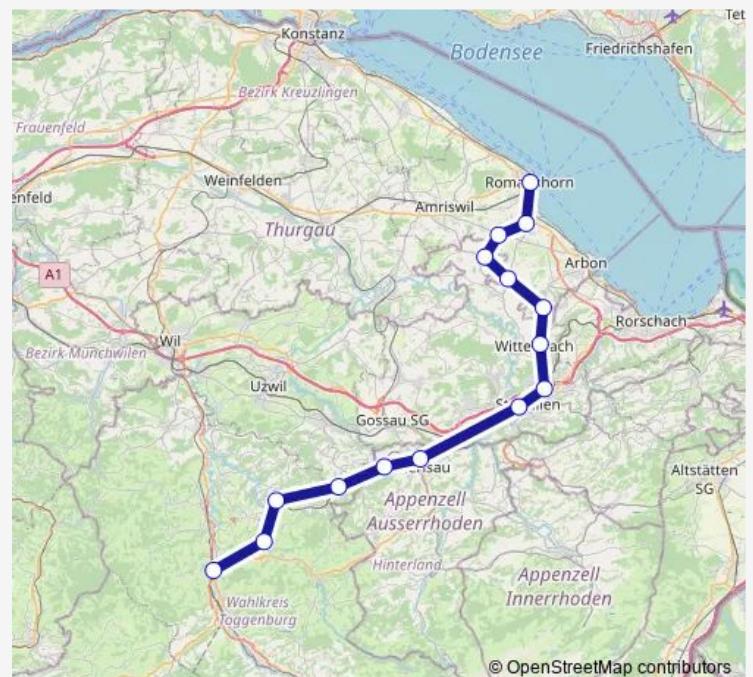 Tet
Konstanz
Bodensee
Friedrichshafen
Bezirk Kreuzlingen
Frauenfeld
Weinfelden
enfeld
Amriswil
Thurgau
Arbon
A1
Rorschach
Wil
Bezirk Münchwilen
Uzwil
Gossau SG
Altstätten
SG
Appenzell
Ausserrhoden
Hinterland
Appenzell
Innerrhoden
Wahlkreis
Toggenburg
© OpenStreetMap contributors